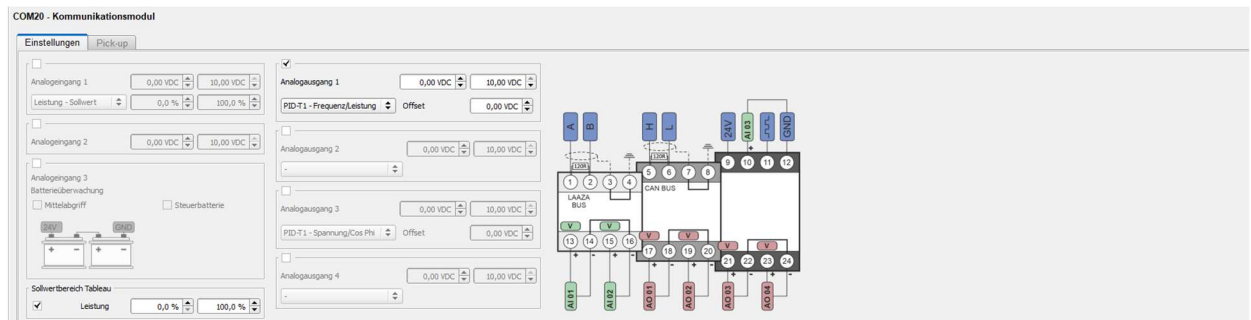 COM20 - Kommunikationsmodul
Einstellungen Pick-up
Analogeingang 1 0,00 VDC 10,00 VDC
Leistung - Sollwert 0,0 % 100,0 %
Analogeingang 2 0,00 VDC 10,00 VDC
Analogeingang 3
Batterieüberwachung
Mittelabgriff Steuerbatterie
24V GND
+ - + -
Sollwertbereich Tableau
Leistung 0,0 % 100,0 %
Analogausgang 1 0,00 VDC 10,00 VDC
PID-T1 - Frequenz/Leistung Offset 0,00 VDC
Analogausgang 2 0,00 VDC 10,00 VDC
-
Analogausgang 3 0,00 VDC 10,00 VDC
PID-T1 - Spannung/Cos Phi Offset 0,00 VDC
Analogausgang 4 0,00 VDC 10,00 VDC
-
A B H L 24V AI 03 GND
+
120R 120R
9 10 11 12
5 6 7 8
1 2 3 4
CAN BUS
LAAZA
BUS
V V V V V V
13 14 15 16
17 18 19 20
21 22 23 24
+ - + - + - + - + - + -
AI 01 AI 02 AO 01 AO 02 AO 03 AO 04